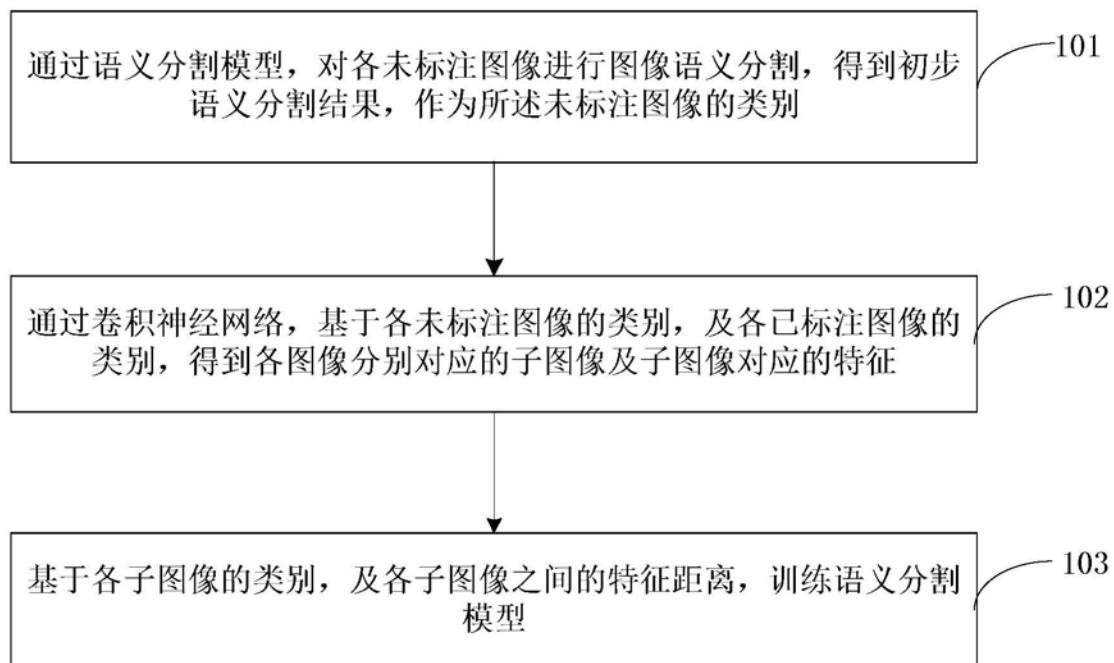 通过语义分割模型，对各未标注图像进行图像语义分割，得到初步
语义分割结果，作为所述未标注图像的类别
101
通过卷积神经网络，基于各未标注图像的类别，及各已标注图像的
类别，得到各图像分别对应的子图像及子图像对应的特征
102
基于各子图像的类别，及各子图像之间的特征距离，训练语义分割
模型
103